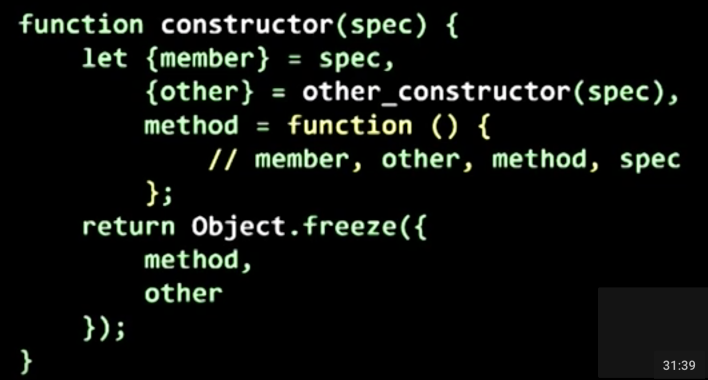 function constructor(spec) {
let {member} = spec,
{other} = other_constructor(spec),
method = function () {
// member, other, method, spec
};
return Object.freeze({
method,
other
});
}
31:39